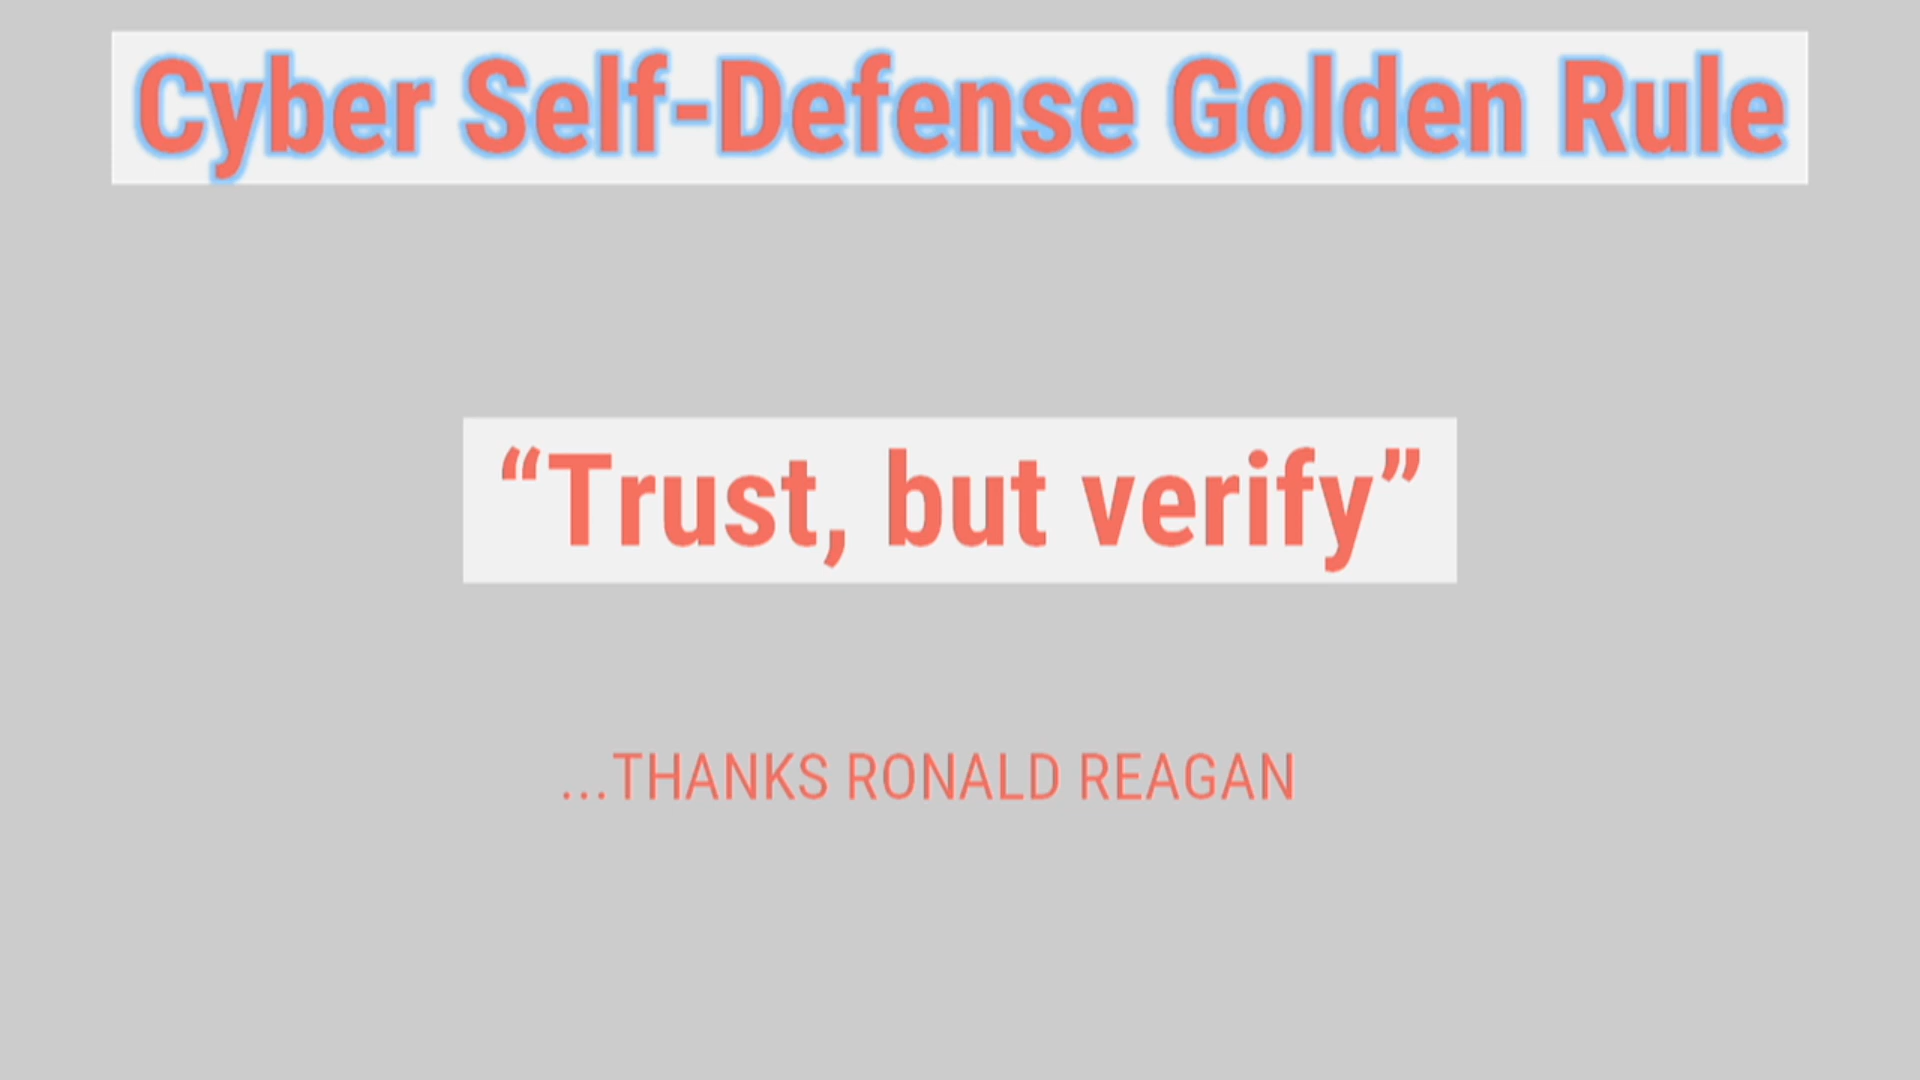 Cyber Self-Defense Golden Rule
“Trust, but verify”
...THANKS RONALD REAGAN